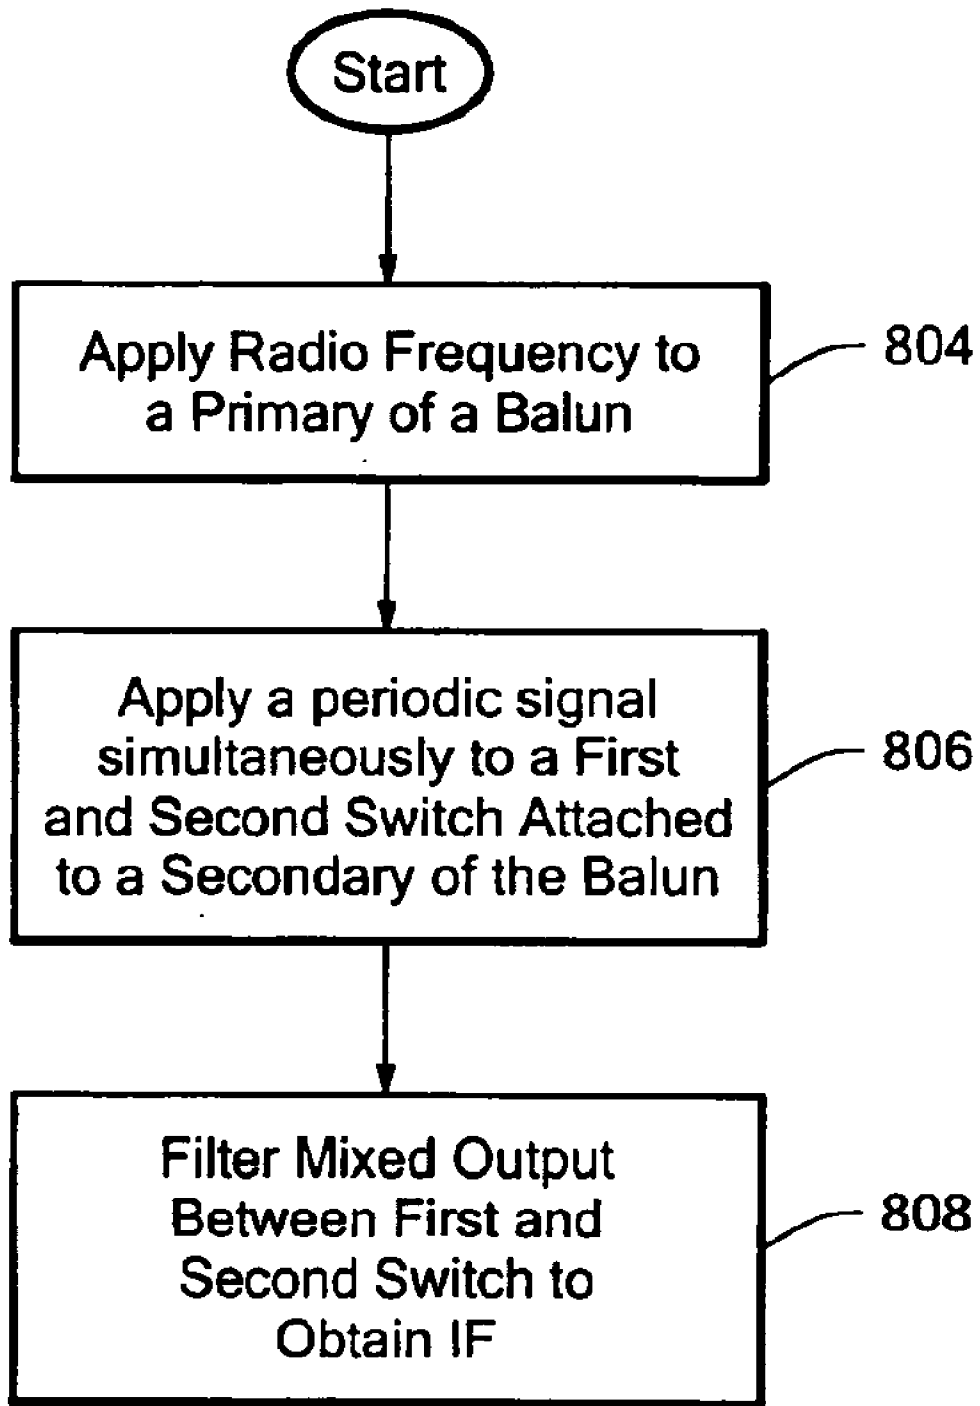 Start
Apply Radio Frequency to
a Primary of a Balun
804
Apply a periodic signal
simultaneously to a First
and Second Switch Attached
to a Secondary of the Balun
806
Filter Mixed Output
Between First and
Second Switch to
Obtain IF
808